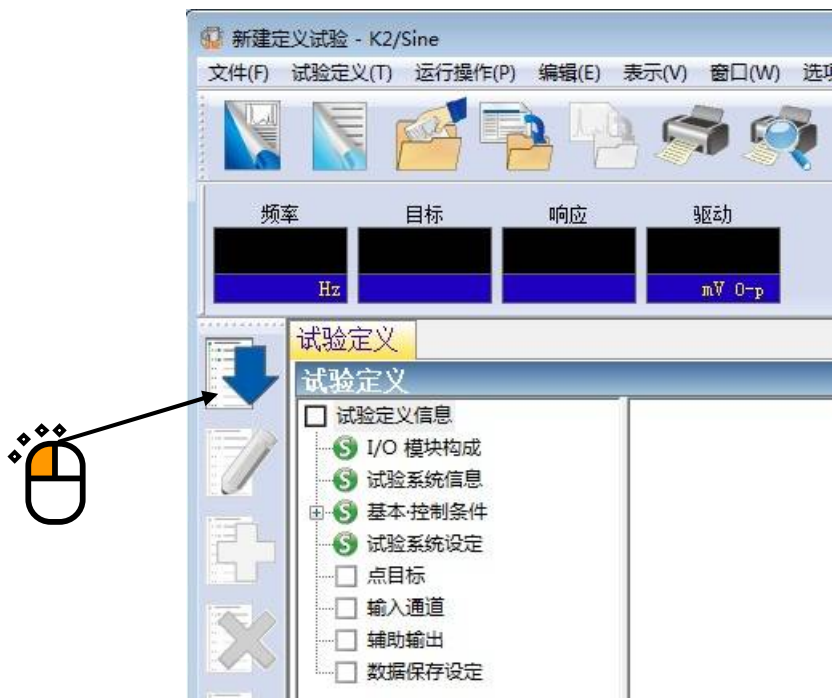 新建定义试验 - K2/Sine
文件(F) 试验定义(T) 运行操作(P) 编辑(E) 表示(V) 窗口(W) 选项
频率 目标 响应 驱动
Hz mV 0-p
试验定义
试验定义
试验定义信息
S I/O 模块构成
S 试验系统信息
S 基本·控制条件
S 试验系统设定
点目标
输入通道
辅助输出
数据保存设定